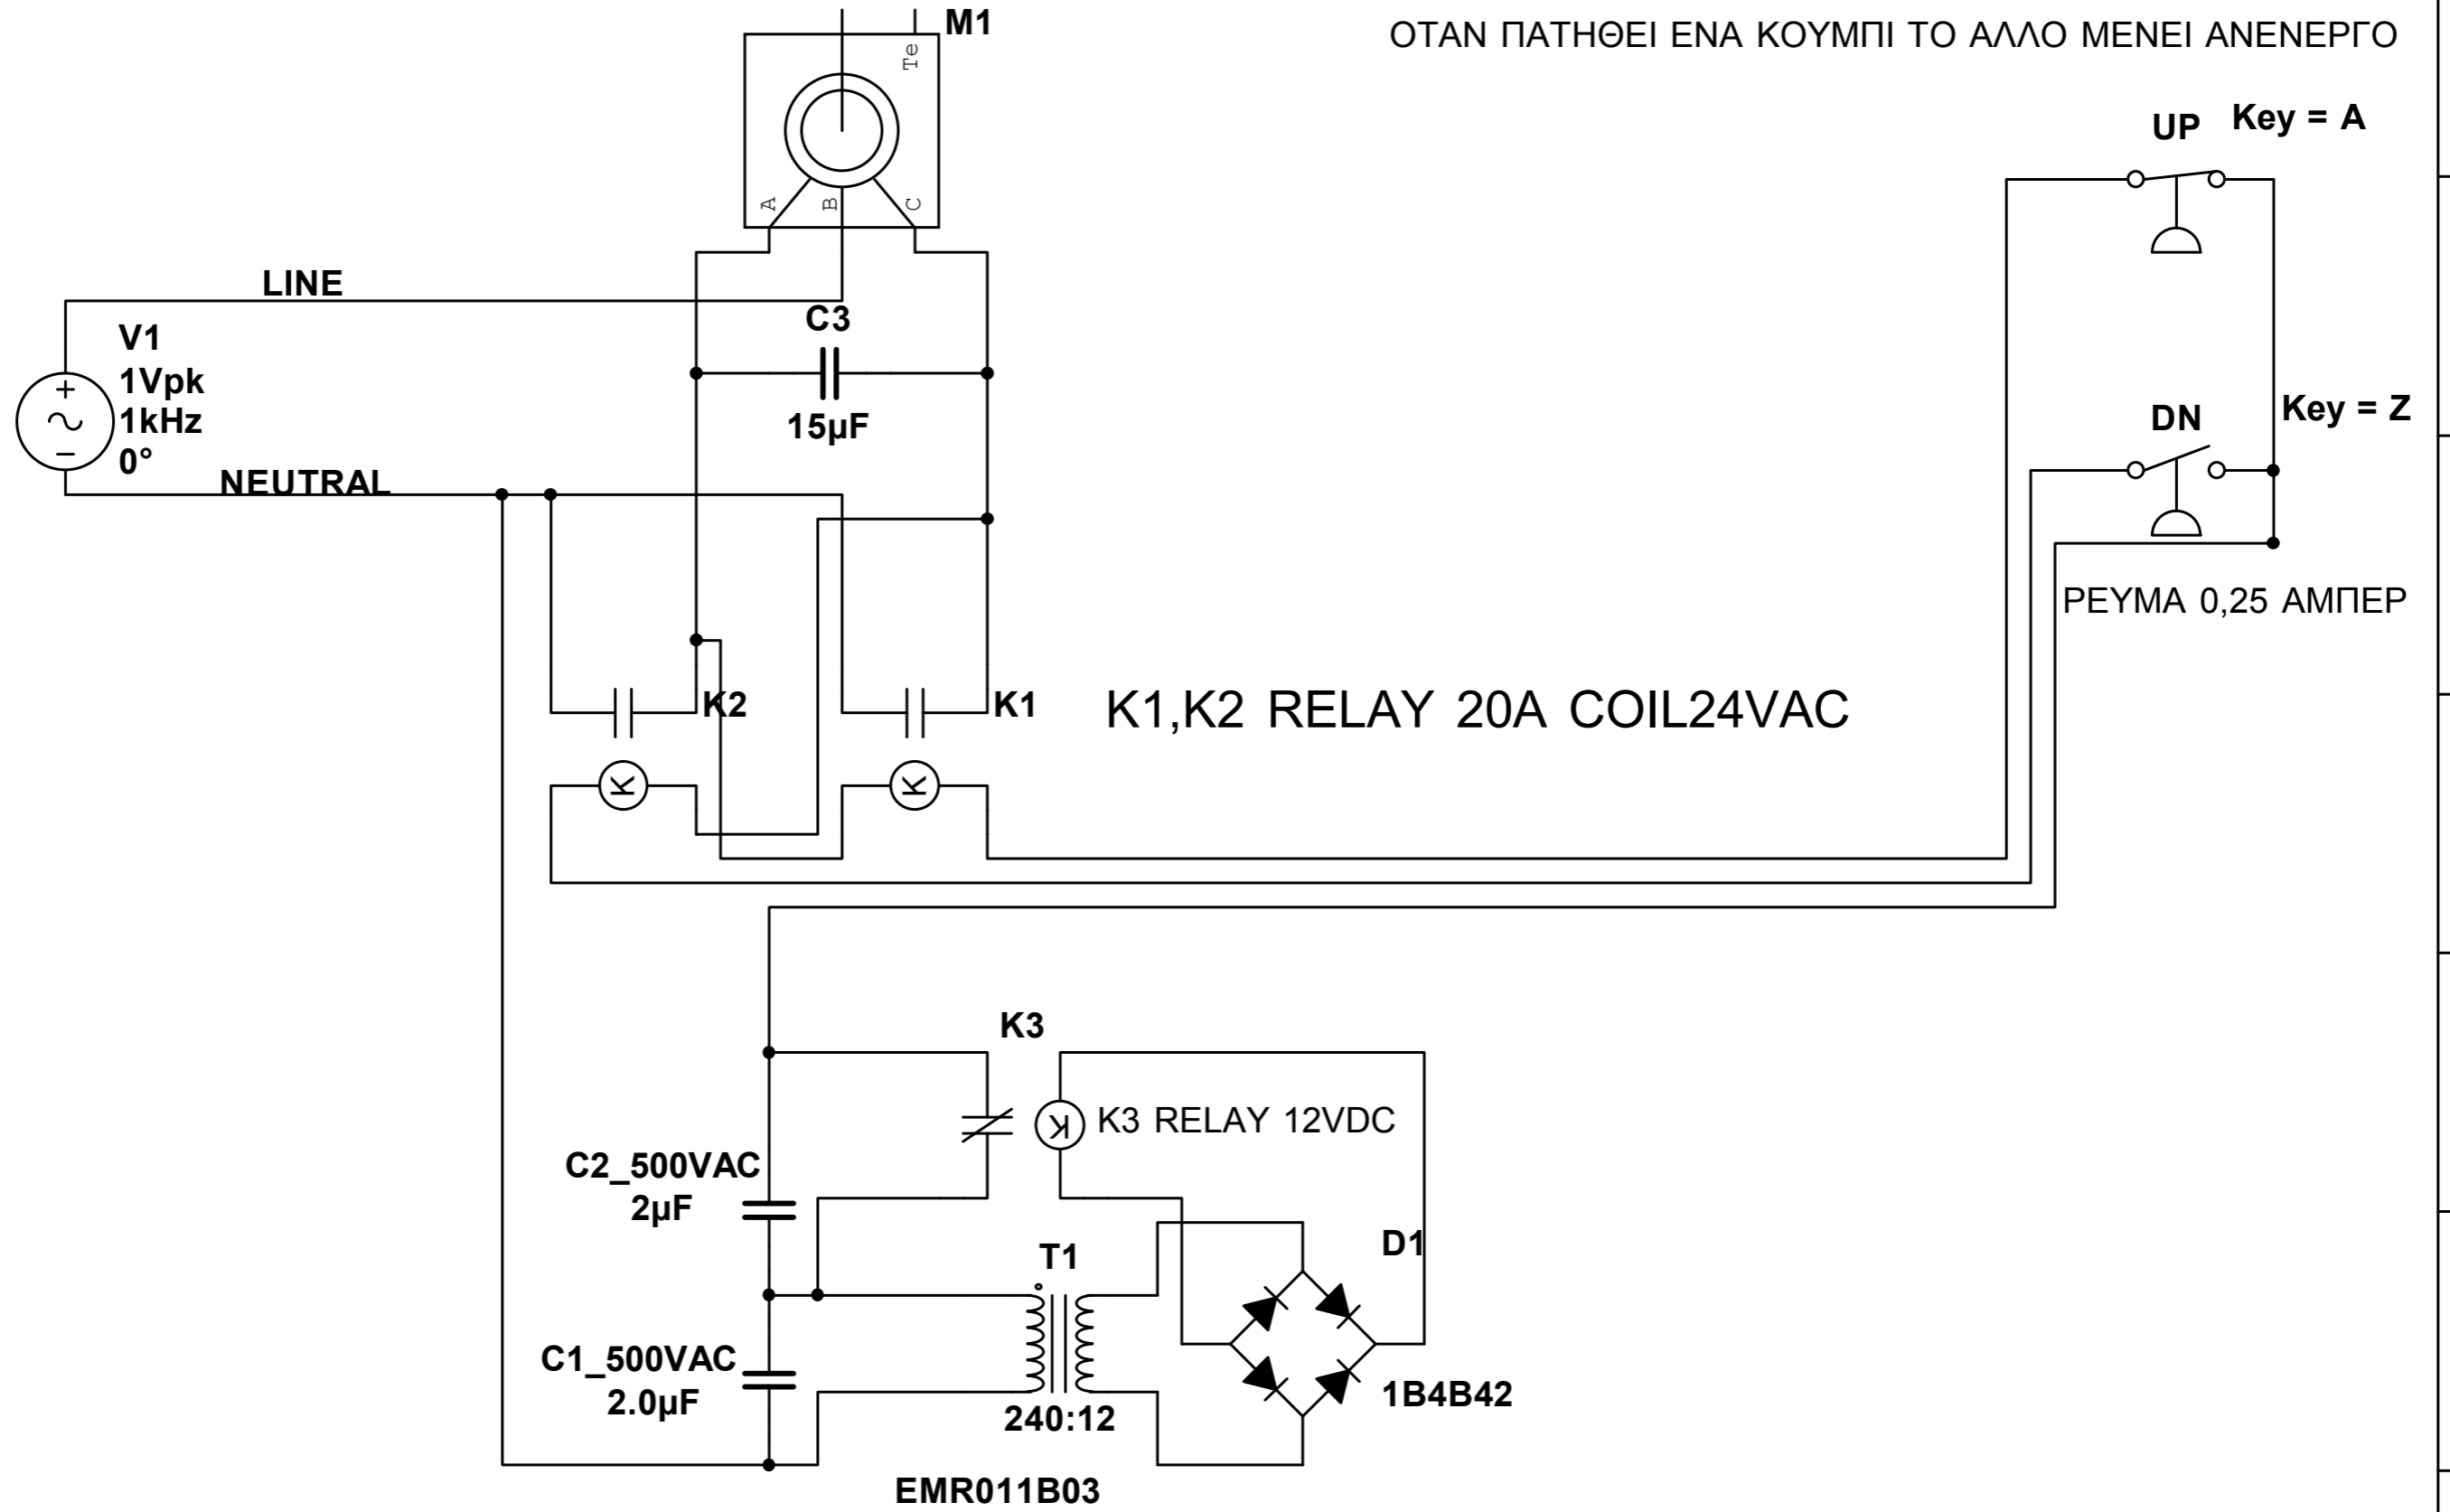 M1
ΟΤΑΝ ΠΑΤΗΘΕΙ ΕΝΑ ΚΟΥΜΠΙ ΤΟ ΑΛΛΟ ΜΕΝΕΙ ΑΝΕΝΕΡΓΟ
Te
UP Key = A
A B C
LINE
C3
V1
1Vpk
1kHz
0°
15µF
DN Key = Z
NEUTRAL
ΡΕΥΜΑ 0,25 ΑΜΠΕΡ
K2
K1
K1,K2 RELAY 20A COIL24VAC
K
K
K3
K
K3 RELAY 12VDC
C2_500VAC
2µF
T1
D1
C1_500VAC
2.0µF
240:12
1B4B42
EMR011B03